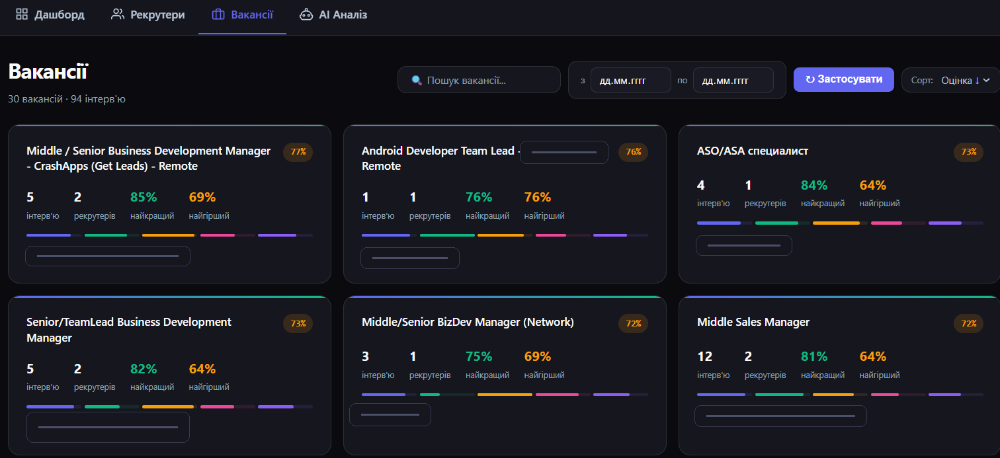 Дашборд Рекрутери Вакансії AI Аналіз
Вакансії
30 вакансій · 94 інтерв'ю
Пошук вакансії...
з дд.мм.гггг по дд.мм.гггг
↻ Застосувати
Сорт: Оцінка ↓
Middle / Senior Business Development Manager
- CrashApps (Get Leads) - Remote
77%
5 2 85% 69%
інтерв'ю рекрутерів найкращий найгірший
Android Developer Team Lead -
Remote
76%
1 1 76% 76%
інтерв'ю рекрутерів найкращий найгірший
ASO/ASA специалист
73%
4 1 84% 64%
інтерв'ю рекрутерів найкращий найгірший
Senior/TeamLead Business Development
Manager
73%
5 2 82% 64%
інтерв'ю рекрутерів найкращий найгірший
Middle/Senior BizDev Manager (Network)
72%
3 1 75% 69%
інтерв'ю рекрутерів найкращий найгірший
Middle Sales Manager
72%
12 2 81% 64%
інтерв'ю рекрутерів найкращий найгірший